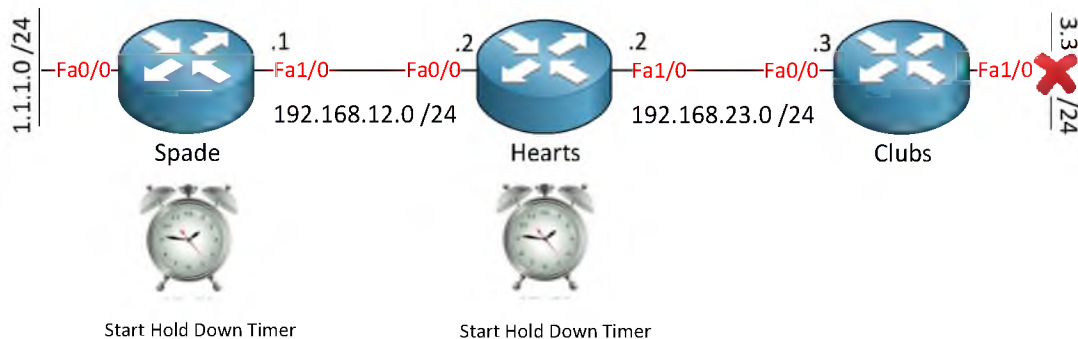 1.1.1.0 /24
Fa0/0
.1
Fa1/0
192.168.12.0 /24
.2
Fa0/0
.2
Fa1/0
192.168.23.0 /24
.3
Fa0/0
Fa1/0
3.3
/24
Spade
Hearts
Clubs
Start Hold Down Timer
Start Hold Down Timer